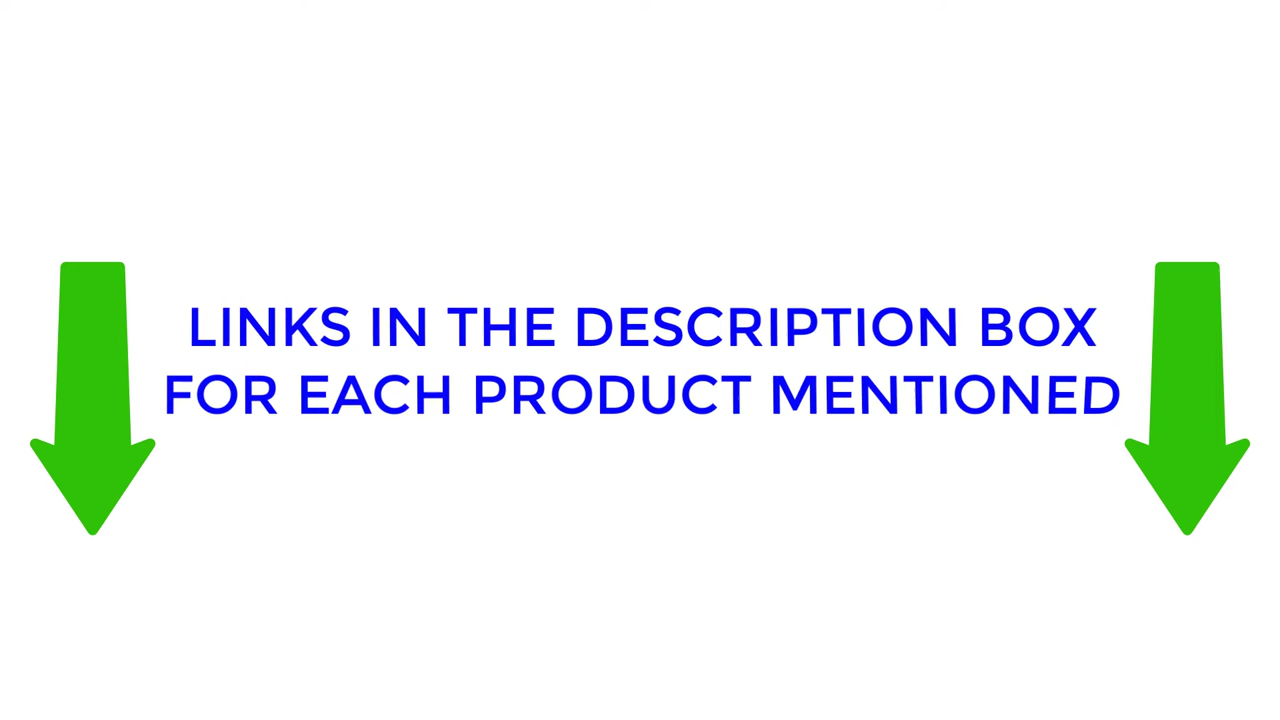 LINKS IN THE DESCRIPTION BOX
FOR EACH PRODUCT MENTIONED